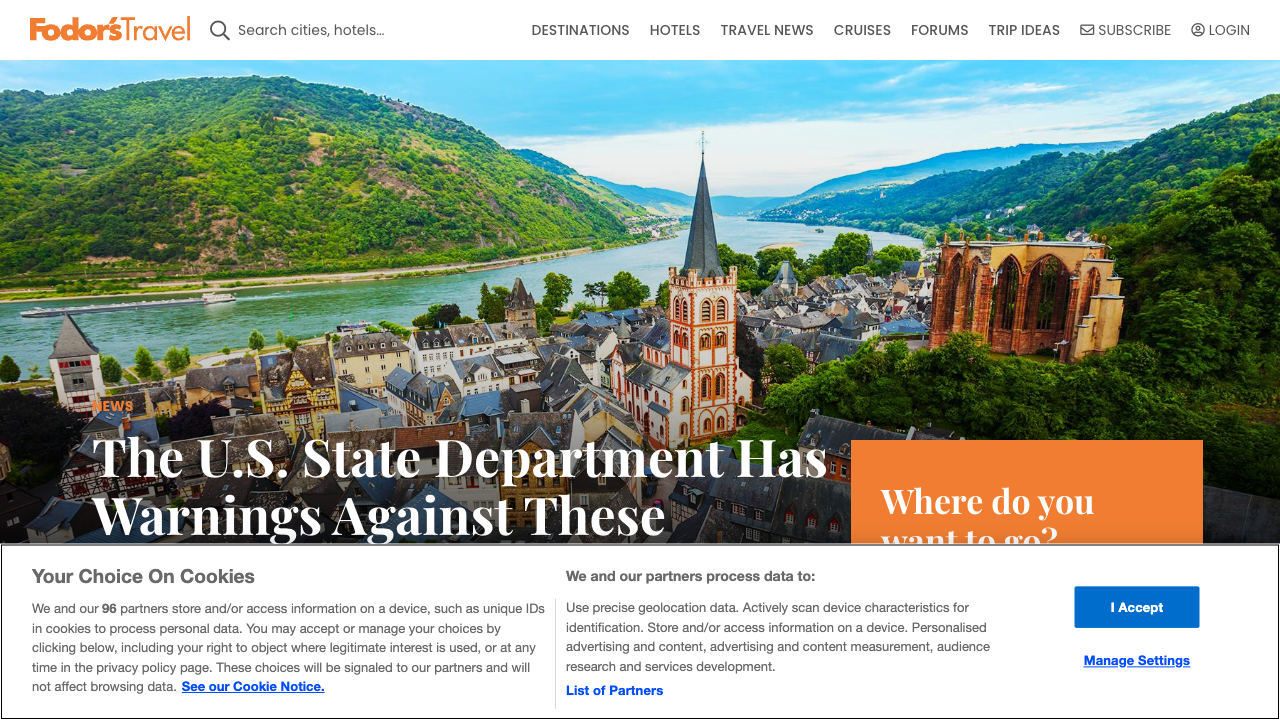 Fodor'sTravel
Search cities, hotels...
DESTINATIONS
HOTELS
TRAVEL NEWS
CRUISES
FORUMS
TRIP IDEAS
SUBSCRIBE
LOGIN
NEWS
The U.S. State Department Has
Warnings Against These
Where do you
want to go?
Your Choice On Cookies
We and our 96 partners store and/or access information on a device, such as unique IDs
in cookies to process personal data. You may accept or manage your choices by
clicking below, including your right to object where legitimate interest is used, or at any
time in the privacy policy page. These choices will be signaled to our partners and will
not affect browsing data. See our Cookie Notice.
We and our partners process data to:
Use precise geolocation data. Actively scan device characteristics for
identification. Store and/or access information on a device. Personalised
advertising and content, advertising and content measurement, audience
research and services development.
List of Partners
I Accept
Manage Settings